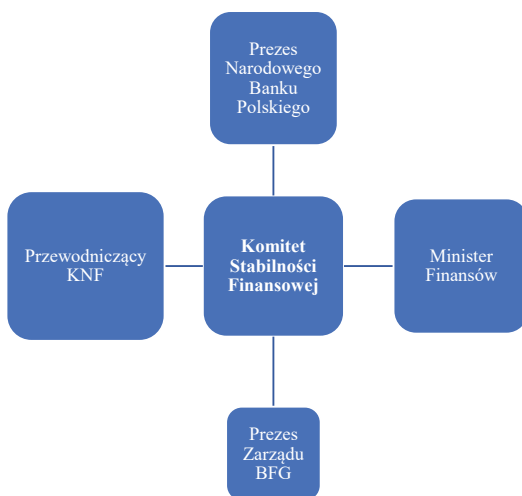 Prezes
Narodowego
Banku
Polskiego
Przewodniczący
KNF
Komitet
Stabilności
Finansowej
Minister
Finansów
Prezes
Zarządu
BFG